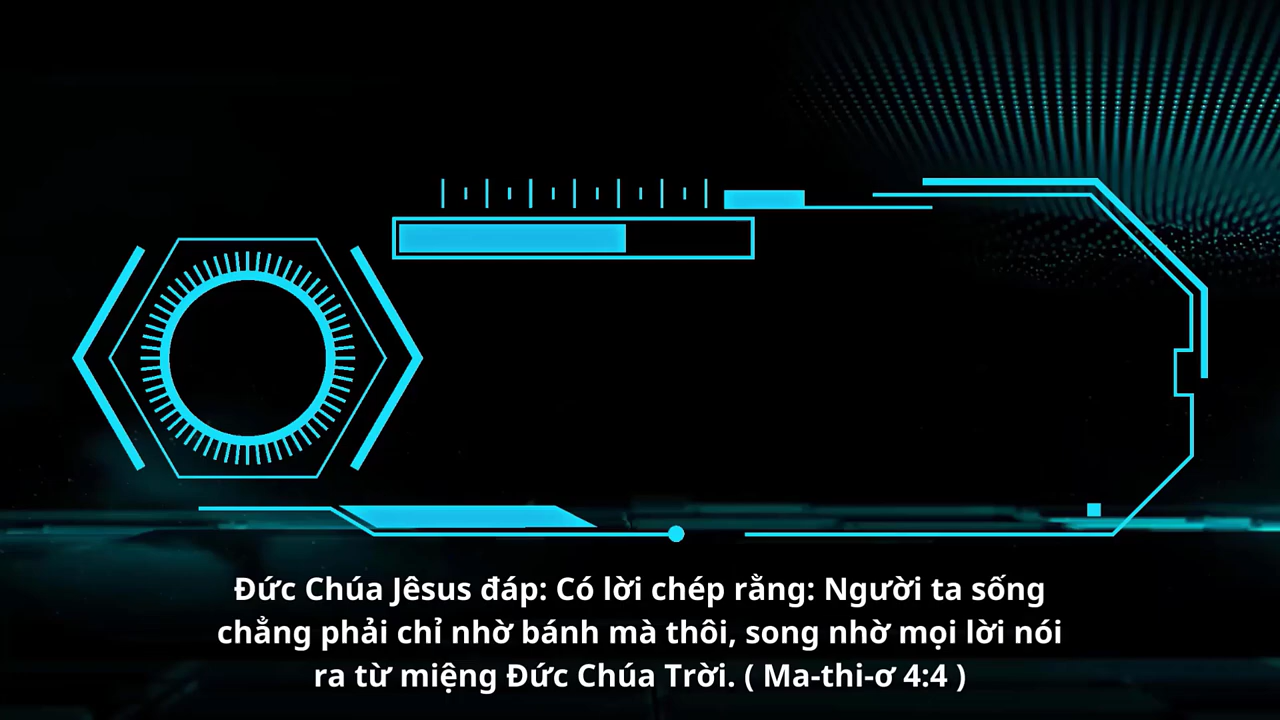 Đức Chúa Jêsus đáp: Có lời chép rằng: Người ta sống
chẳng phải chỉ nhờ bánh mà thôi, song nhờ mọi lời nói
ra từ miệng Đức Chúa Trời. ( Ma-thi-ơ 4:4 )